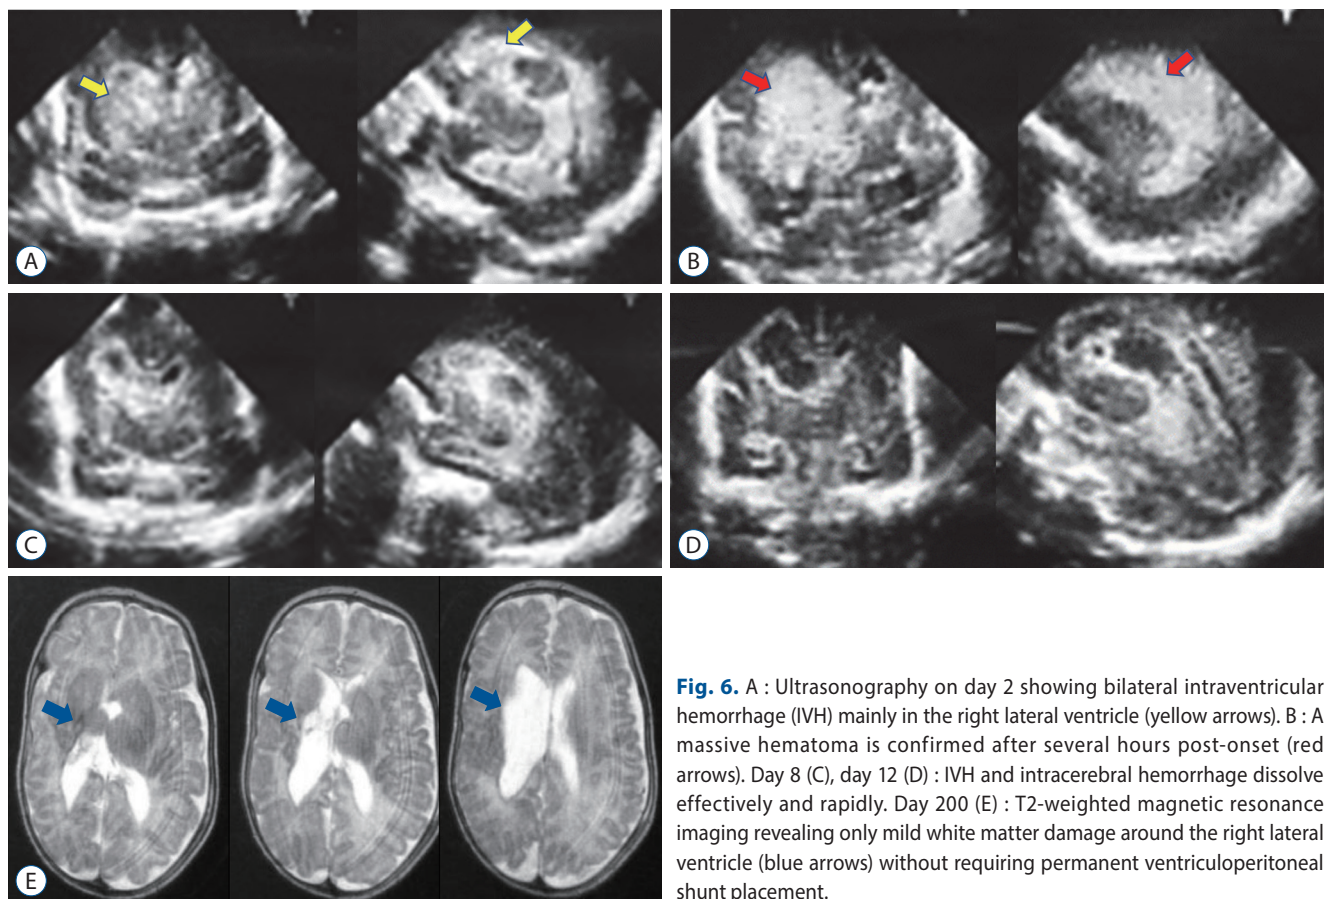 A
B
C
D
E
Fig. 6. A : Ultrasonography on day 2 showing bilateral intraventricular
hemorrhage (IVH) mainly in the right lateral ventricle (yellow arrows). B : A
massive hematoma is confirmed after several hours post-onset (red
arrows). Day 8 (C), day 12 (D) : IVH and intracerebral hemorrhage dissolve
effectively and rapidly. Day 200 (E) : T2-weighted magnetic resonance
imaging revealing only mild white matter damage around the right lateral
ventricle (blue arrows) without requiring permanent ventriculoperitoneal
shunt placement.